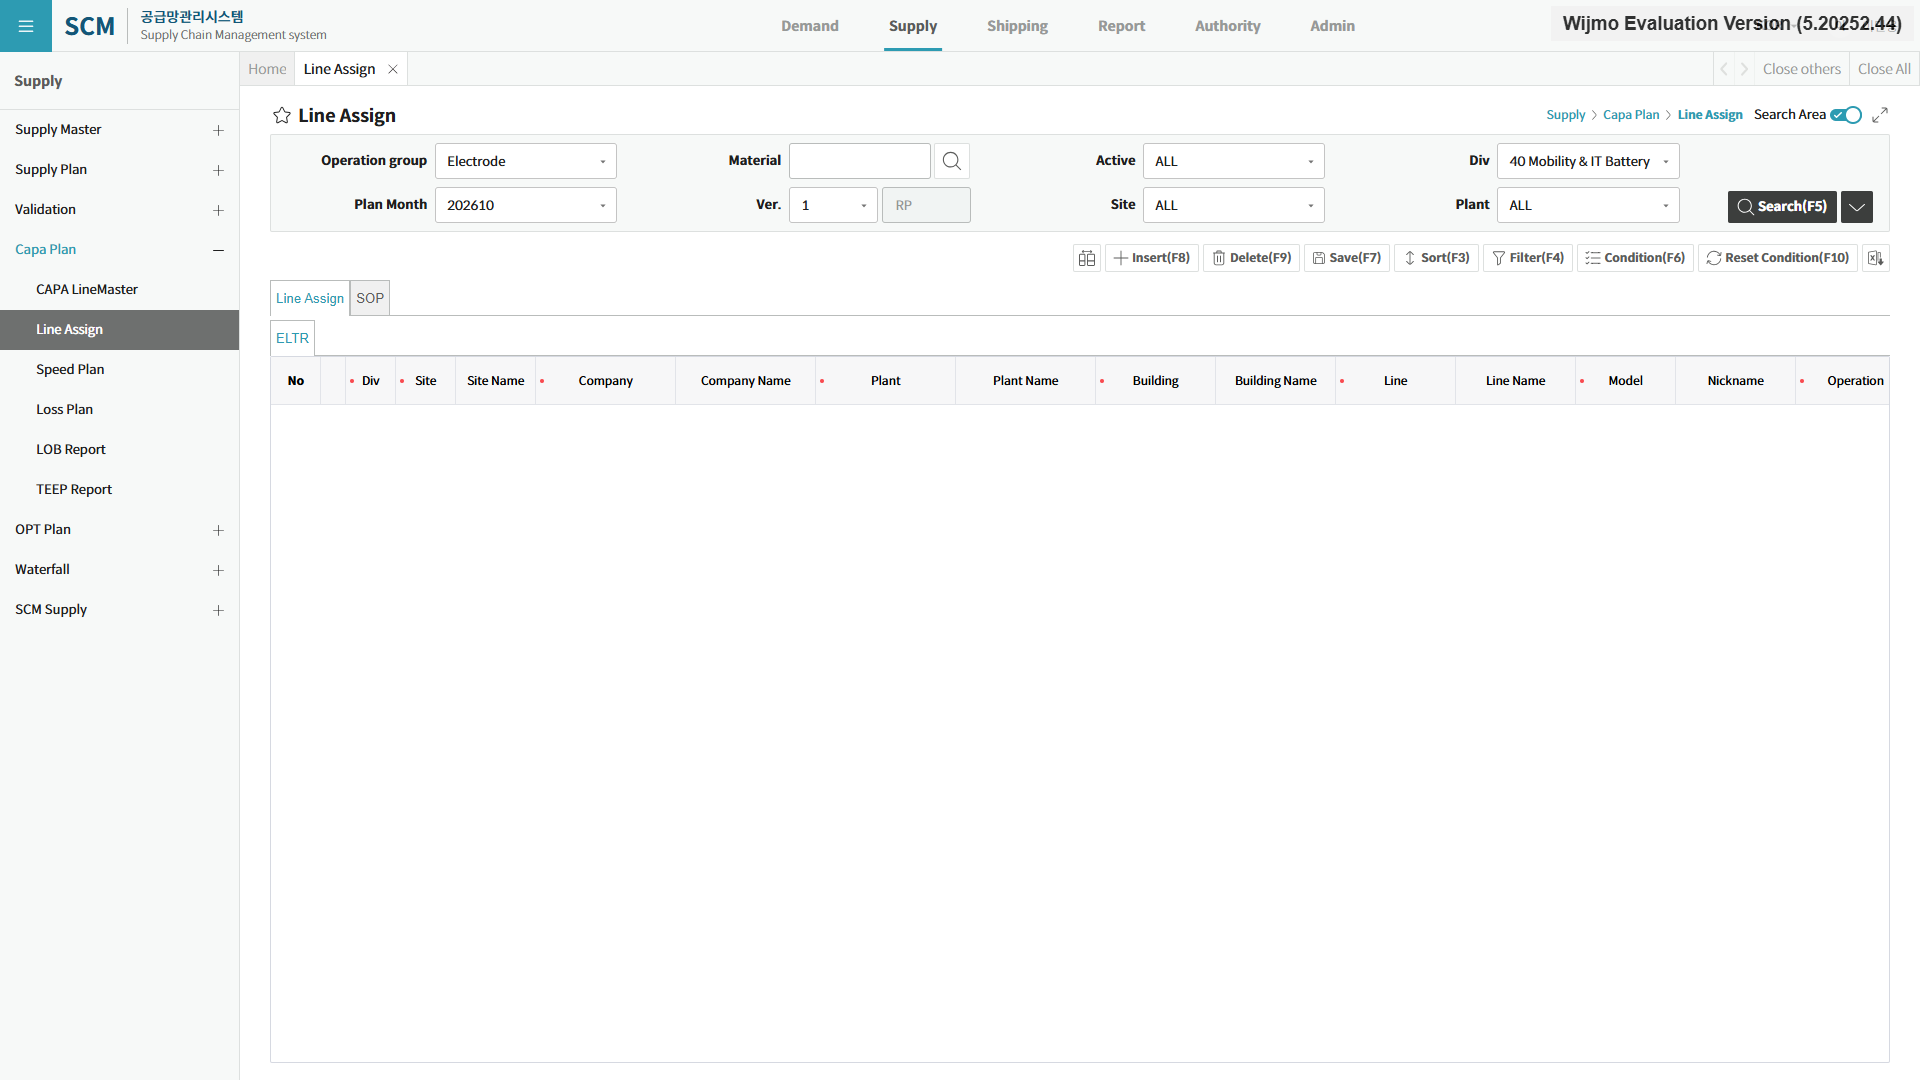 SCM
공급망관리시스템
Supply Chain Management system
Demand
Supply
Shipping
Report
Authority
Admin
Wijmo Evaluation Version (5.20252.44)
Supply
Home
Line Assign
Close others
Close All
Supply Master
Supply Plan
Validation
Capa Plan
CAPA LineMaster
Line Assign
Speed Plan
Loss Plan
LOB Report
TEEP Report
OPT Plan
Waterfall
SCM Supply
Line Assign
Supply > Capa Plan > Line Assign
Search Area
Operation group Electrode
Material
Active ALL
Div 40 Mobility & IT Battery
Plan Month 202610
Ver. 1 RP
Site ALL
Plant ALL
Search(F5)
Insert(F8)
Delete(F9)
Save(F7)
Sort(F3)
Filter(F4)
Condition(F6)
Reset Condition(F10)
Line Assign
SOP
ELTR
No
Div
Site
Site Name
Company
Company Name
Plant
Plant Name
Building
Building Name
Line
Line Name
Model
Nickname
Operation